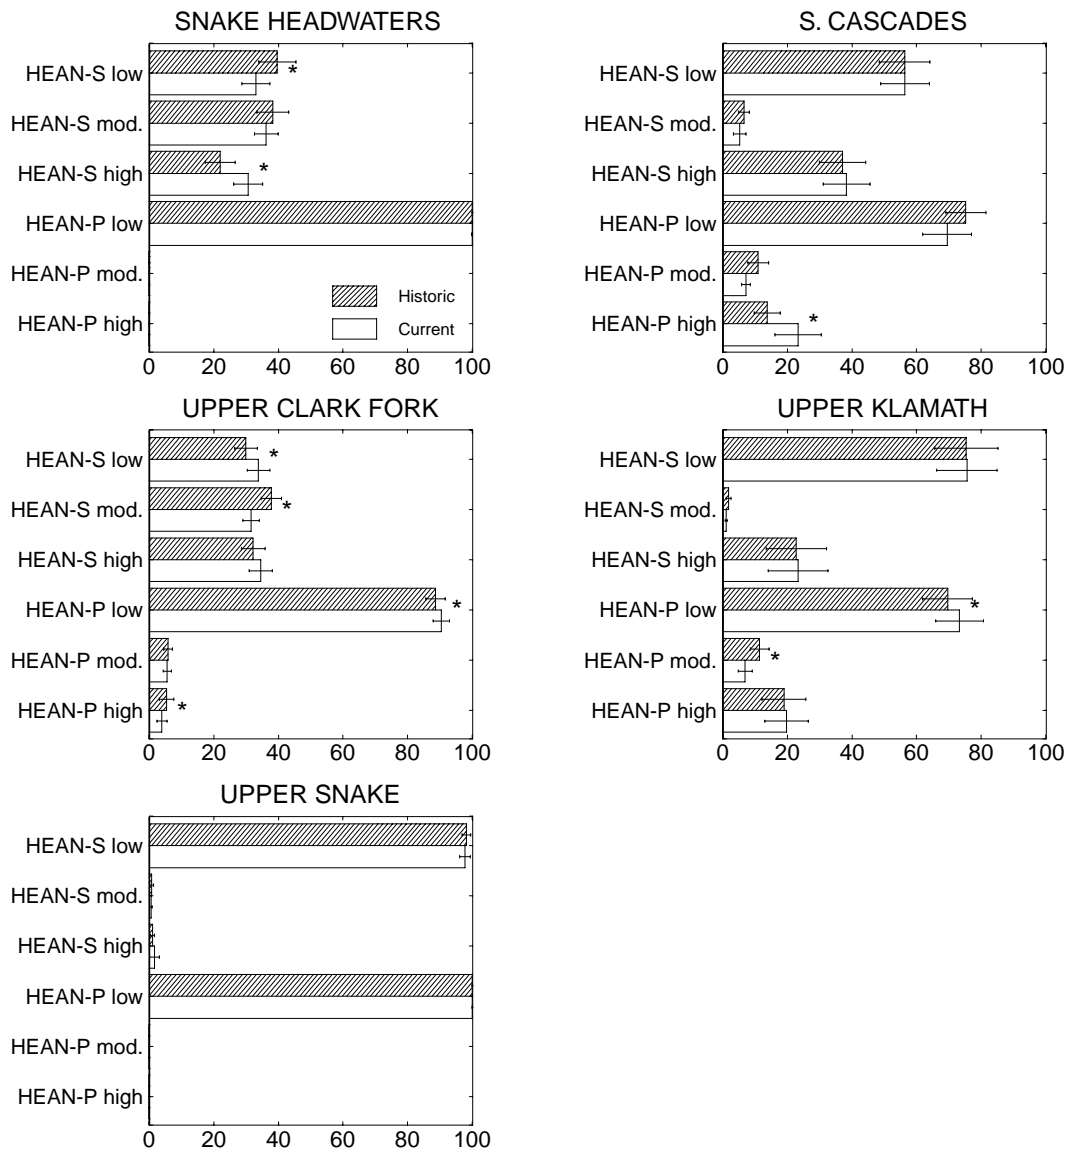 SNAKE HEADWATERS
HEAN-S low
*
HEAN-S mod.
HEAN-S high
*
HEAN-P low
HEAN-P mod.
Historic
HEAN-P high
Current
0 20 40 60 80 100
S. CASCADES
HEAN-S low
HEAN-S mod.
HEAN-S high
HEAN-P low
HEAN-P mod.
HEAN-P high
*
0 20 40 60 80 100
UPPER CLARK FORK
HEAN-S low
*
HEAN-S mod.
*
HEAN-S high
HEAN-P low
*
HEAN-P mod.
HEAN-P high
*
0 20 40 60 80 100
UPPER KLAMATH
HEAN-S low
HEAN-S mod.
HEAN-S high
HEAN-P low
*
HEAN-P mod.
*
HEAN-P high
0 20 40 60 80 100
UPPER SNAKE
HEAN-S low
HEAN-S mod.
HEAN-S high
HEAN-P low
HEAN-P mod.
HEAN-P high
0 20 40 60 80 100